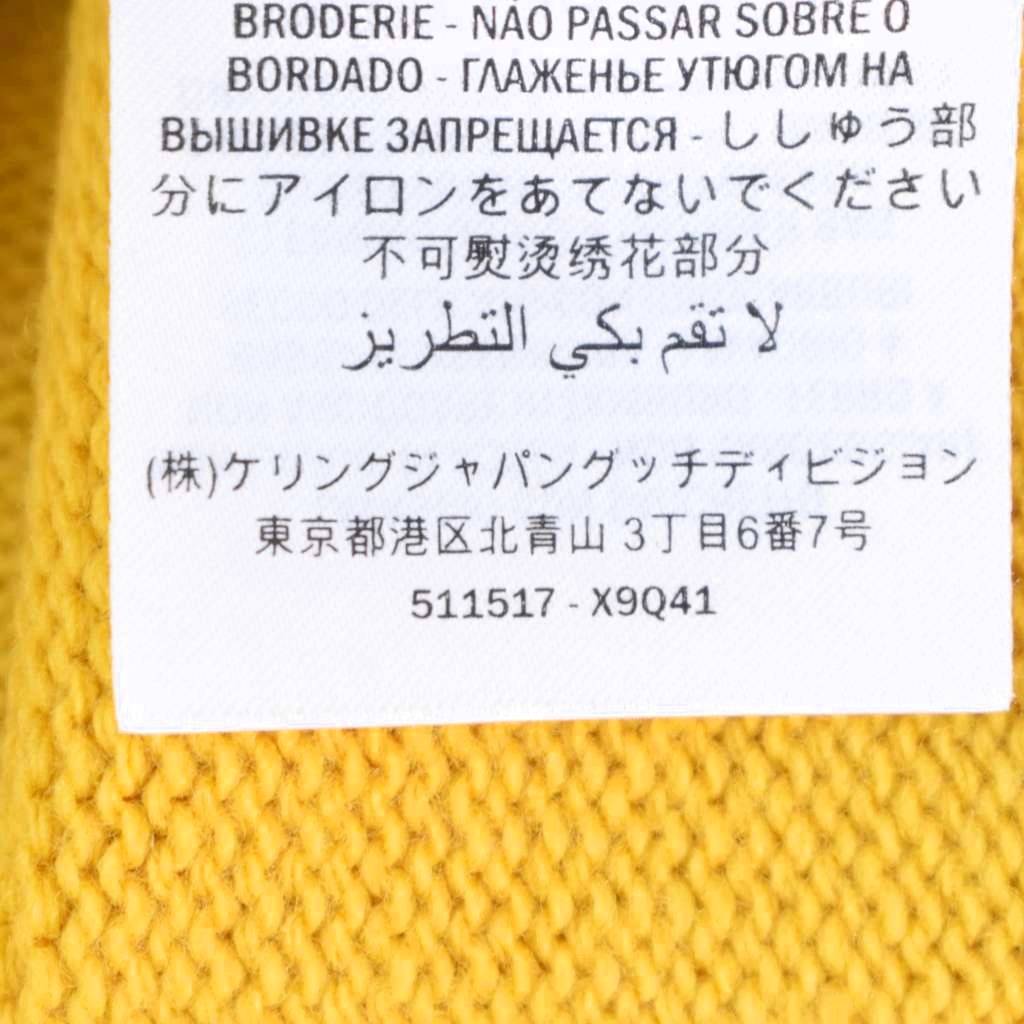 BRODERIE - NÃO PASSAR SOBRE O
BORDADO - ГЛАЖЕНЬЕ УТЮГОМ НА
ВЫШИВКЕ ЗАПРЕЩАЕТСЯ - ししゅう部
分にアイロンをあてないでください
不可熨烫绣花部分
لا تقم بكي التطريز
(株)ケリングジャパングッチディビジョン
東京都港区北青山 3丁目6番7号
511517 - X9Q41